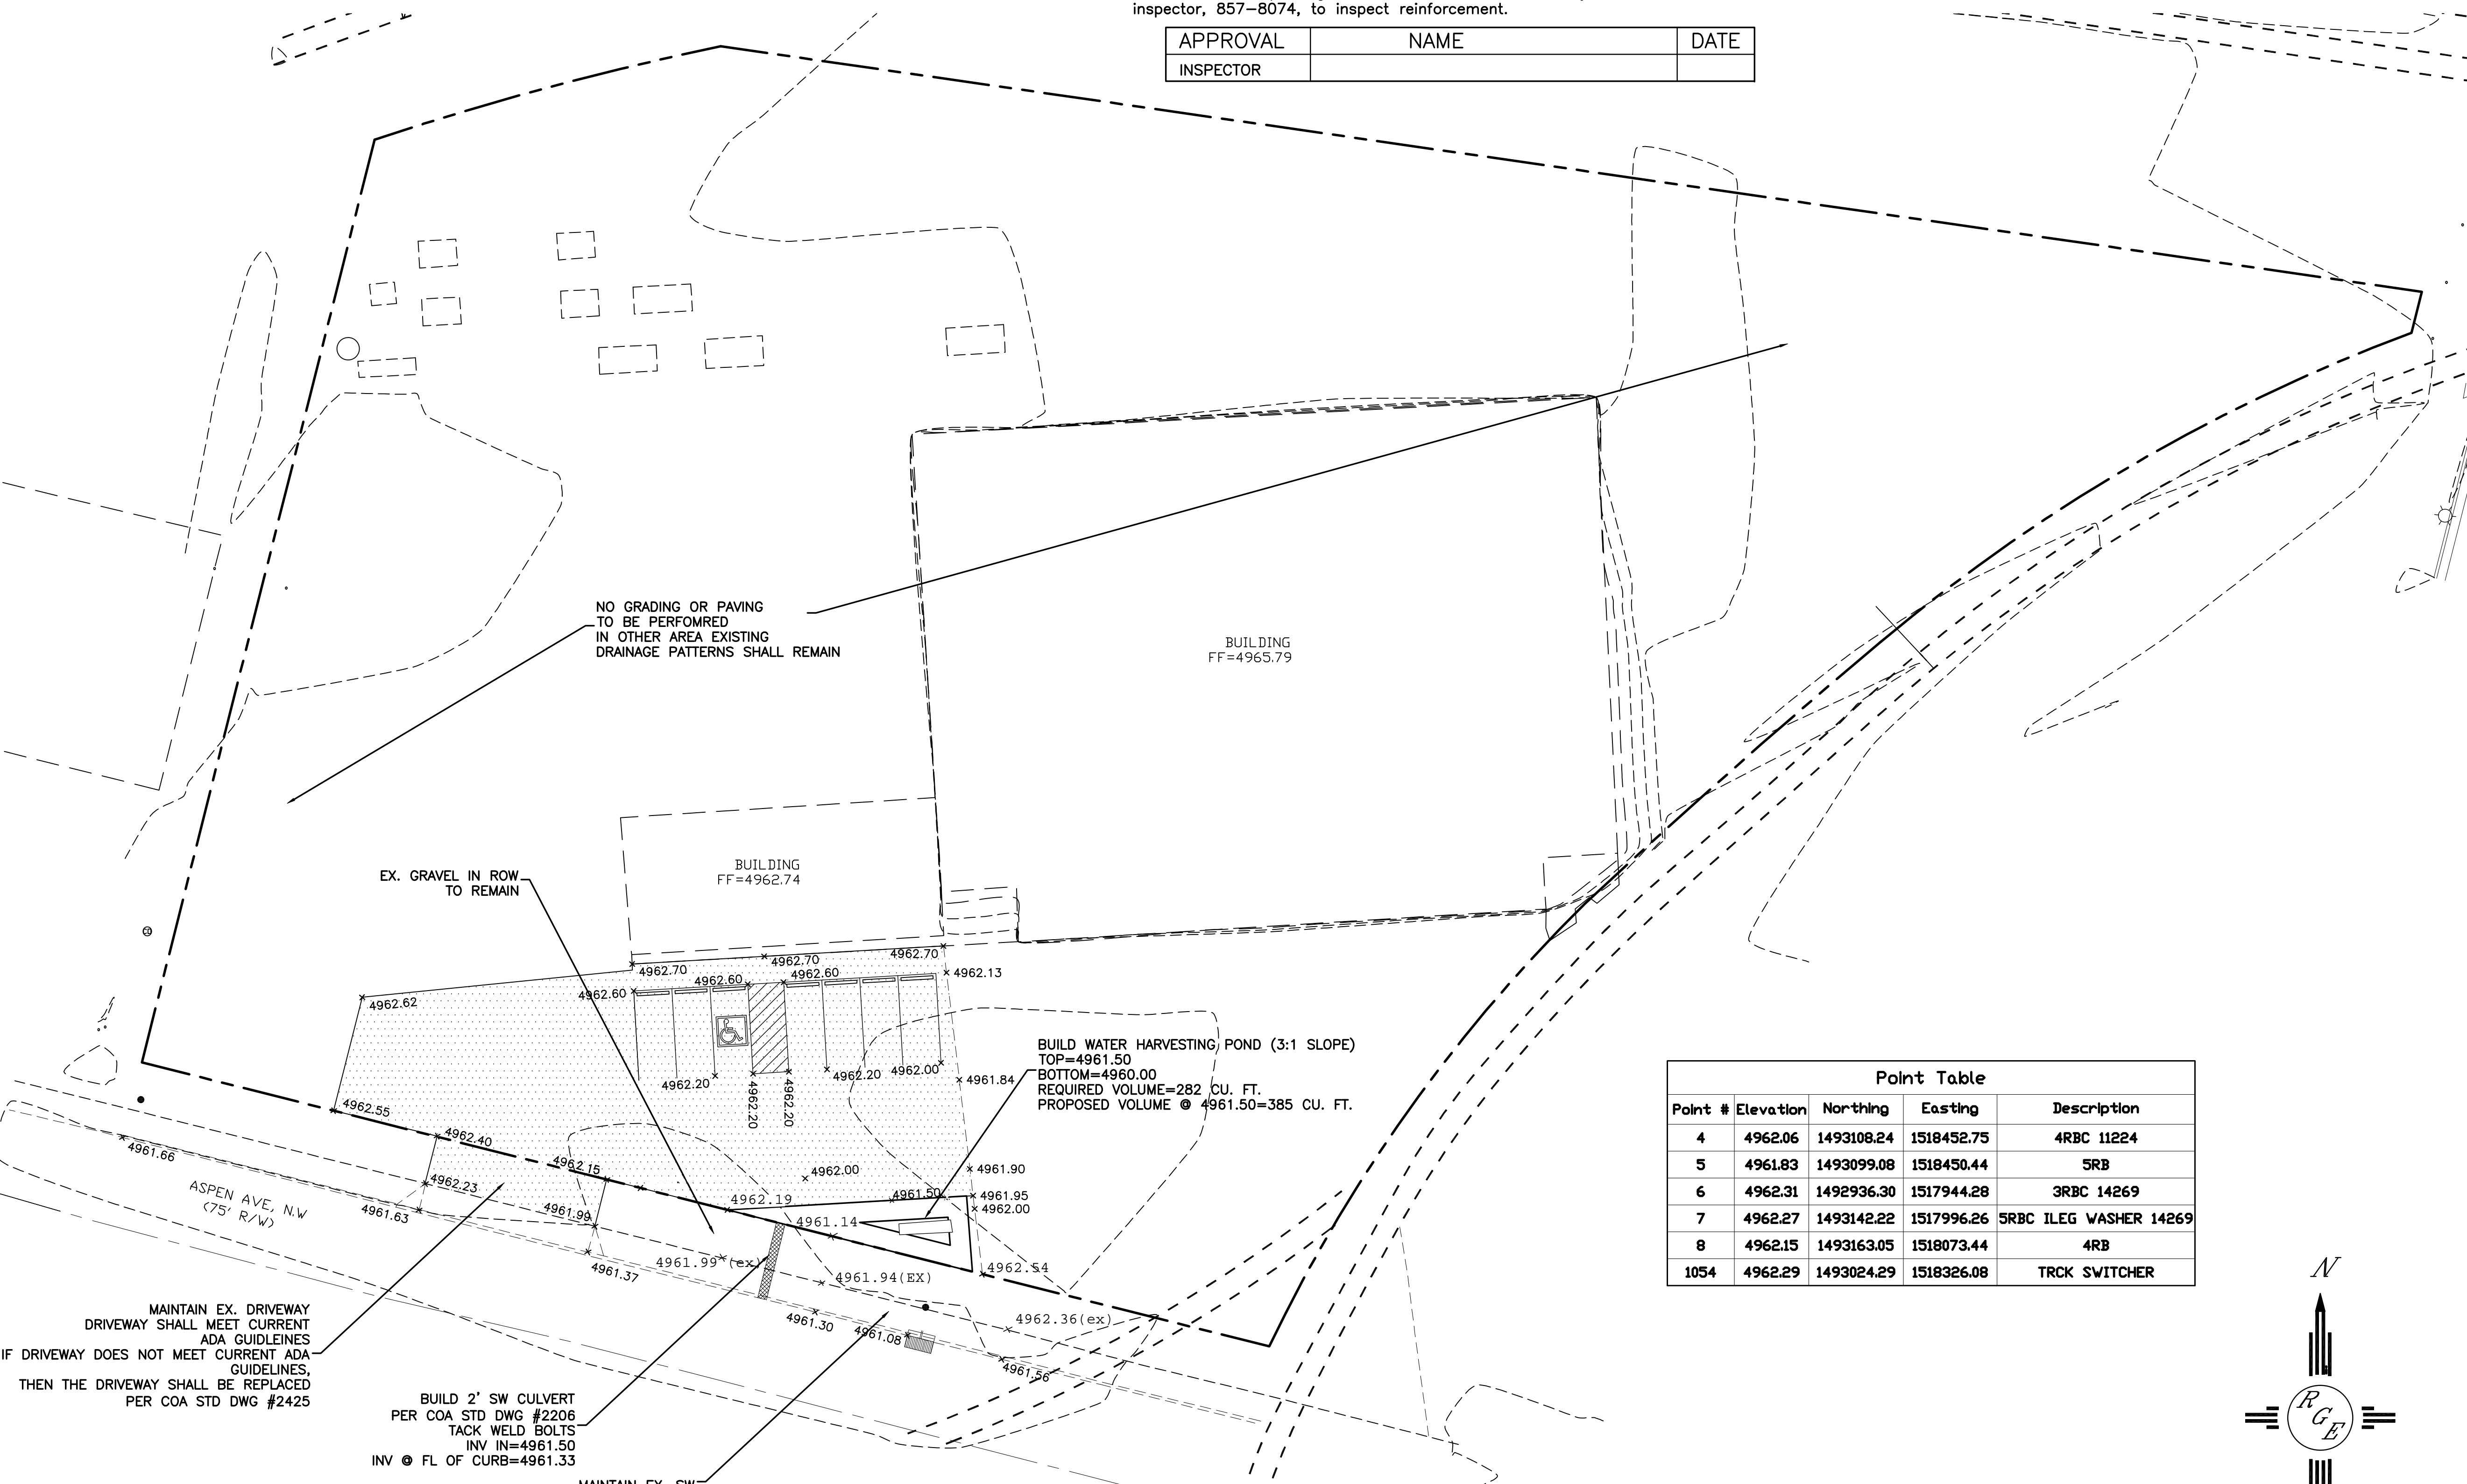 inspector, 857-8074, to inspect reinforcement.
APPROVAL NAME DATE
INSPECTOR
NO GRADING OR PAVING
TO BE PERFOMRED
IN OTHER AREA EXISTING
DRAINAGE PATTERNS SHALL REMAIN
BUILDING
FF=4965.79
BUILDING
FF=4962.74
EX. GRAVEL IN ROW
TO REMAIN
4962.70
4962.70
4962.70
4962.13
4962.60
4962.60
4962.60
4962.62
4962.20
4962.20
4962.20
4962.20
4962.00
4961.84
BUILD WATER HARVESTING POND (3:1 SLOPE)
TOP=4961.50
BOTTOM=4960.00
REQUIRED VOLUME=282 CU. FT.
PROPOSED VOLUME @ 4961.50=385 CU. FT.
4962.55
4962.40
4961.66
4962.15
4962.00
4961.90
4962.23
4962.19
4961.50
4961.95
4962.00
ASPEN AVE, N.W
(75' R/W)
4961.63
4961.99
4961.14
4961.99 (ex)
4961.37
4961.94(EX)
4962.54
4961.30
4961.08
4962.36(ex)
4961.56
MAINTAIN EX. DRIVEWAY
DRIVEWAY SHALL MEET CURRENT
ADA GUIDLEINES
IF DRIVEWAY DOES NOT MEET CURRENT ADA
GUIDELINES,
THEN THE DRIVEWAY SHALL BE REPLACED
PER COA STD DWG #2425
BUILD 2' SW CULVERT
PER COA STD DWG #2206
TACK WELD BOLTS
INV IN=4961.50
INV @ FL OF CURB=4961.33
MAINTAIN EX. SW
Point Table
Point # Elevation Northing Easting Description
4 4962.06 1493108.24 1518452.75 4RBC 11224
5 4961.83 1493099.08 1518450.44 5RB
6 4962.31 1492936.30 1517944.28 3RBC 14269
7 4962.27 1493142.22 1517996.26 5RBC ILEG WASHER 14269
8 4962.15 1493163.05 1518073.44 4RB
1054 4962.29 1493024.29 1518326.08 TRCK SWITCHER
N
RGE